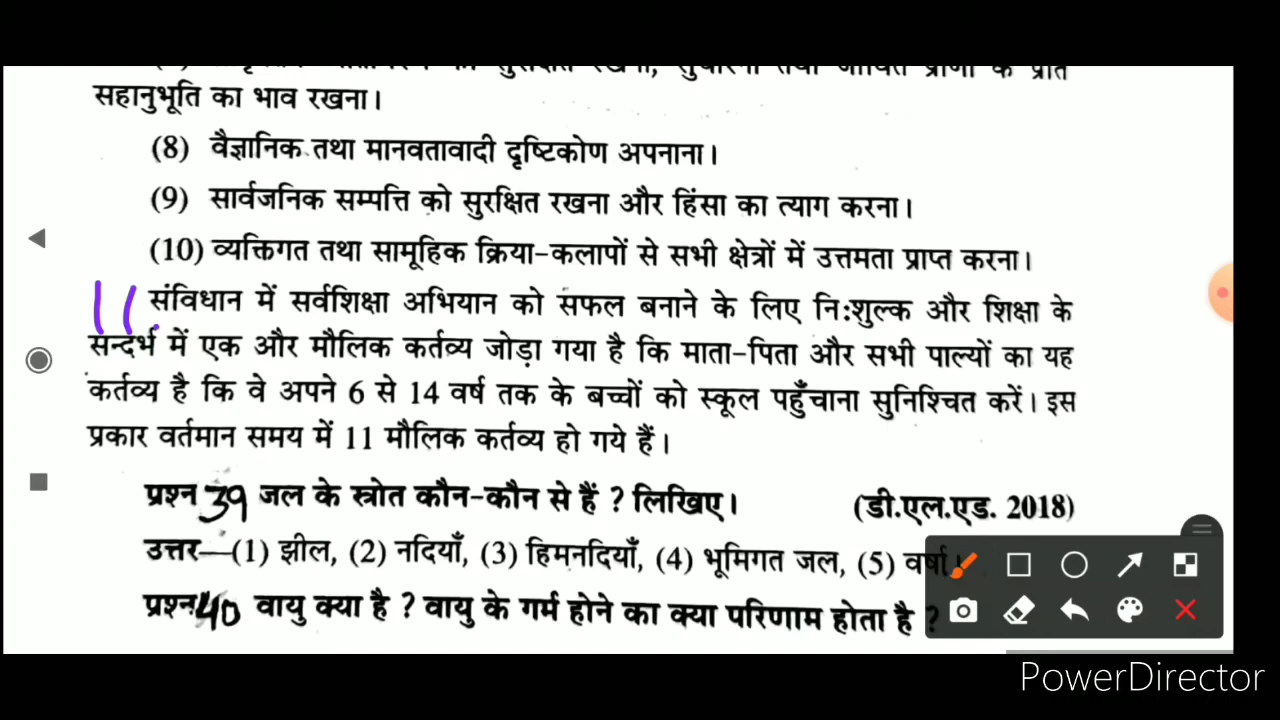 सहानुभूति का भाव रखना।
(8) वैज्ञानिक तथा मानवतावादी दृष्टिकोण अपनाना।
(9) सार्वजनिक सम्पत्ति को सुरक्षित रखना और हिंसा का त्याग करना।
(10) व्यक्तिगत तथा सामूहिक क्रिया-कलापों से सभी क्षेत्रों में उत्तमता प्राप्त करना।
11 संविधान में सर्वशिक्षा अभियान को सफल बनाने के लिए नि:शुल्क और शिक्षा के
सन्दर्भ में एक और मौलिक कर्तव्य जोड़ा गया है कि माता-पिता और सभी पाल्यों का यह
कर्तव्य है कि वे अपने 6 से 14 वर्ष तक के बच्चों को स्कूल पहुँचाना सुनिश्चित करें। इस
प्रकार वर्तमान समय में 11 मौलिक कर्तव्य हो गये हैं।
प्रश्न 39 जल के स्त्रोत कौन-कौन से हैं ? लिखिए। (डी.एल.एड. 2018)
उत्तर—(1) झील, (2) नदियाँ, (3) हिमनदियाँ, (4) भूमिगत जल, (5) वर्षा।
प्रश्न 40 वायु क्या है ? वायु के गर्म होने का क्या परिणाम होता है ?
PowerDirector